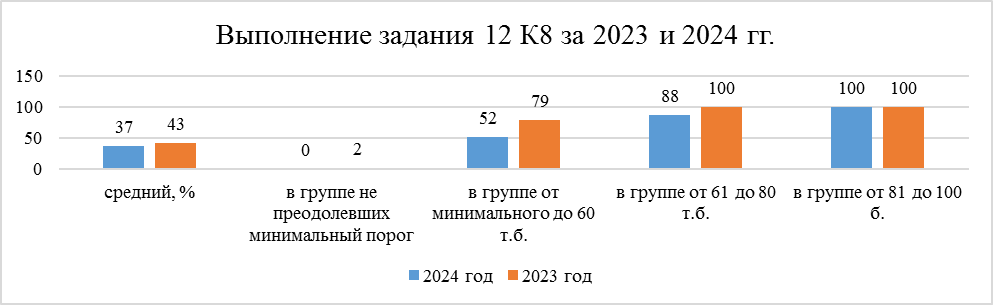 Выполнение задания 12 К8 за 2023 и 2024 гг.
150
100
50
0
37
43
0
2
52
79
88
100
100
100
средний, %
в группе не
преодолевших
минимальный порог
в группе от
минимального до 60
т.б.
в группе от 61 до 80
т.б.
в группе от 81 до 100
б.
2024 год
2023 год